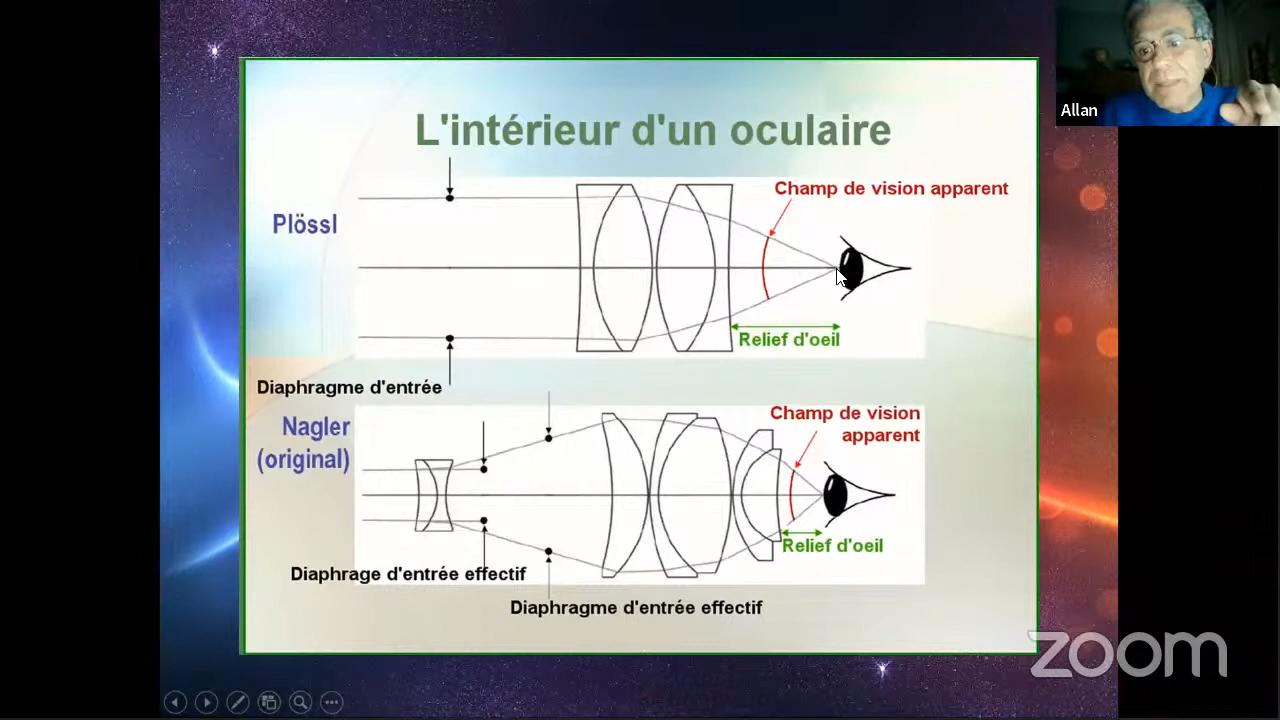 Allan
L'intérieur d'un oculaire
Champ de vision apparent
Plössl
Relief d'oeil
Diaphragme d'entrée
Champ de vision
apparent
Nagler
(original)
Relief d'oeil
Diaphrage d'entrée effectif
Diaphragme d'entrée effectif
zoom